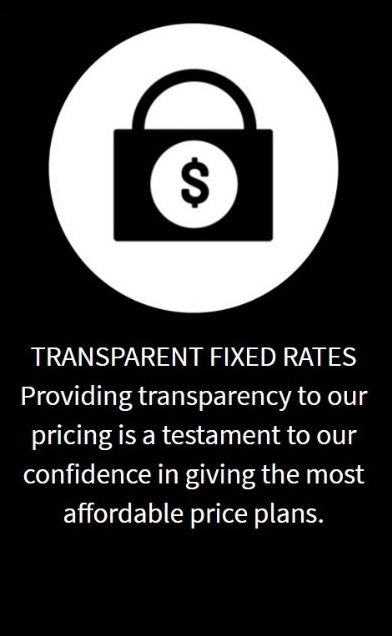 $
TRANSPARENT FIXED RATES
Providing transparency to our
pricing is a testament to our
confidence in giving the most
affordable price plans.